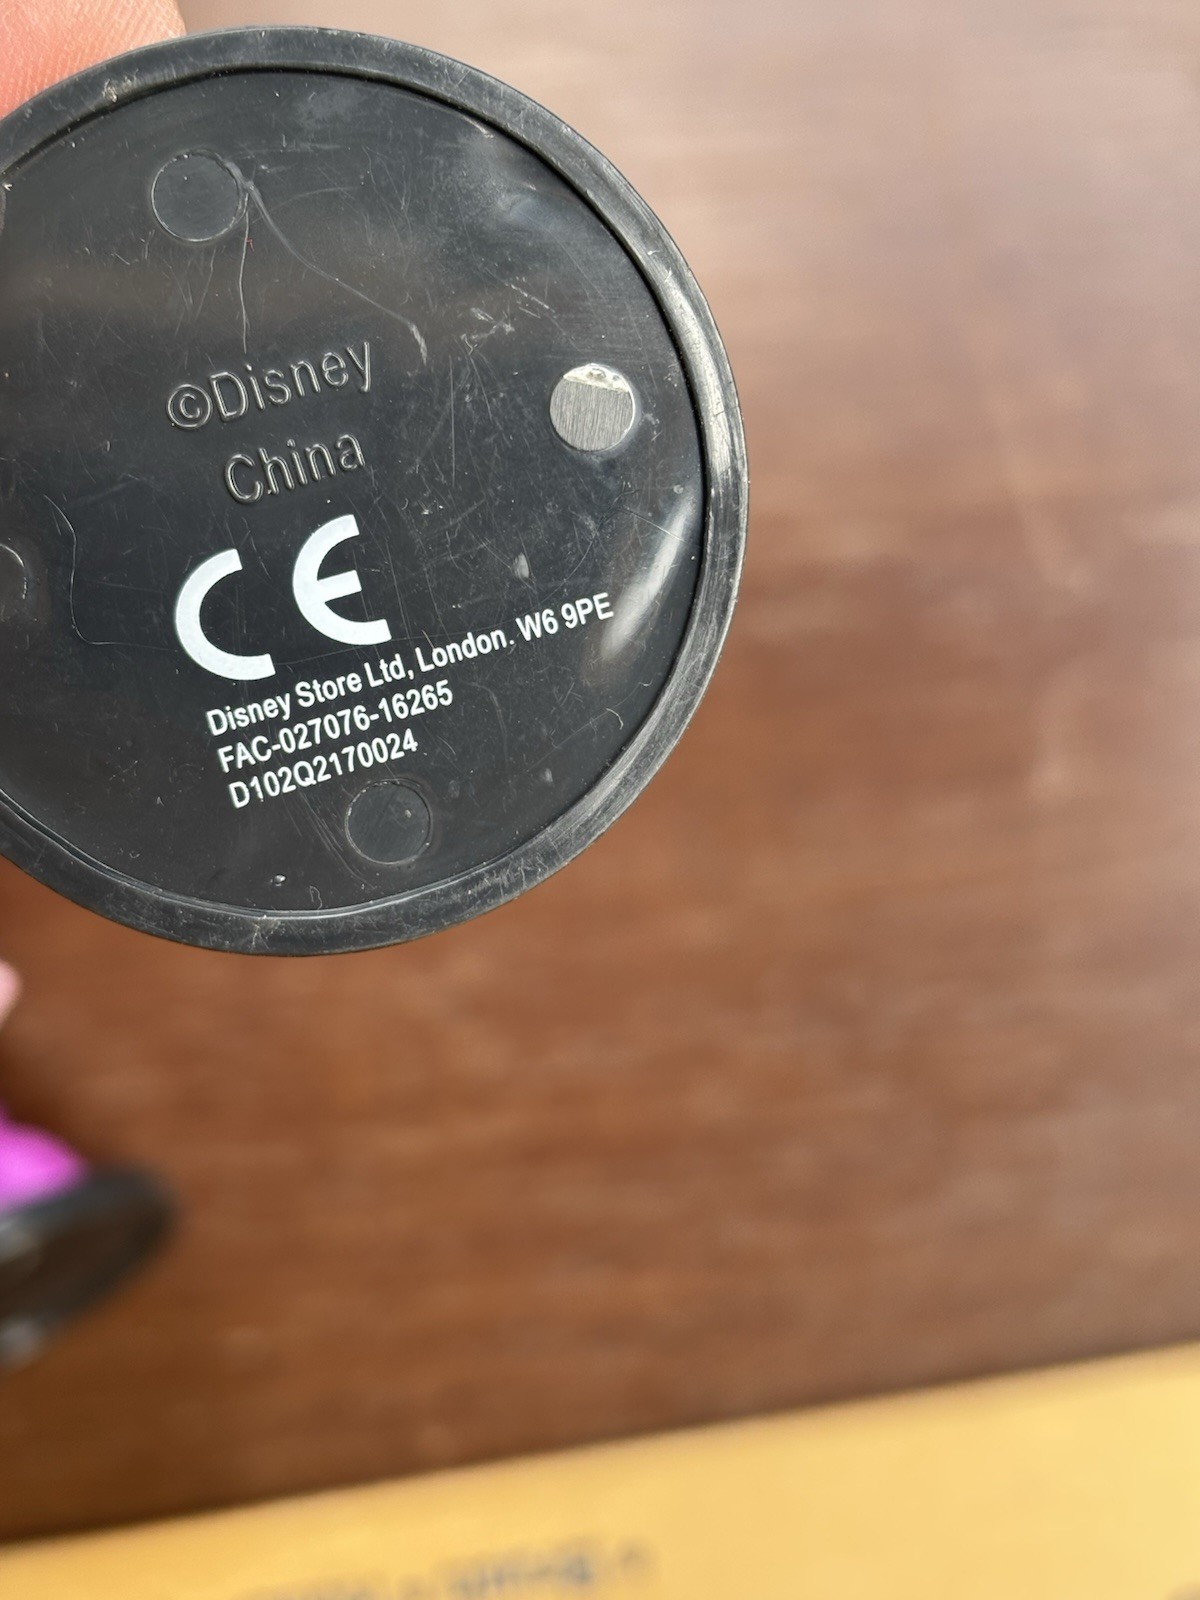 ©Disney
China
CE
Disney Store Ltd, London. W6 9PE
FAC-027076-16265
D102Q2170024